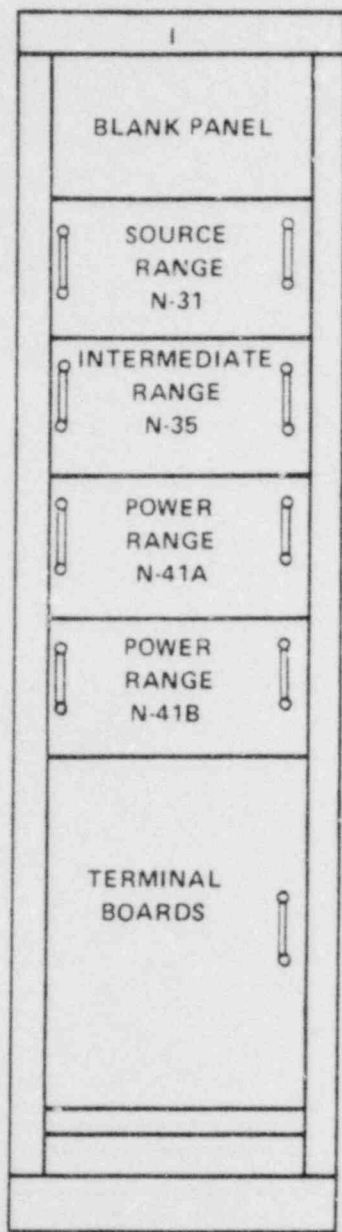 I
BLANK PANEL
SOURCE
RANGE
N-31
INTERMEDIATE
RANGE
N-35
POWER
RANGE
N-41A
POWER
RANGE
N-41B
TERMINAL
BOARDS